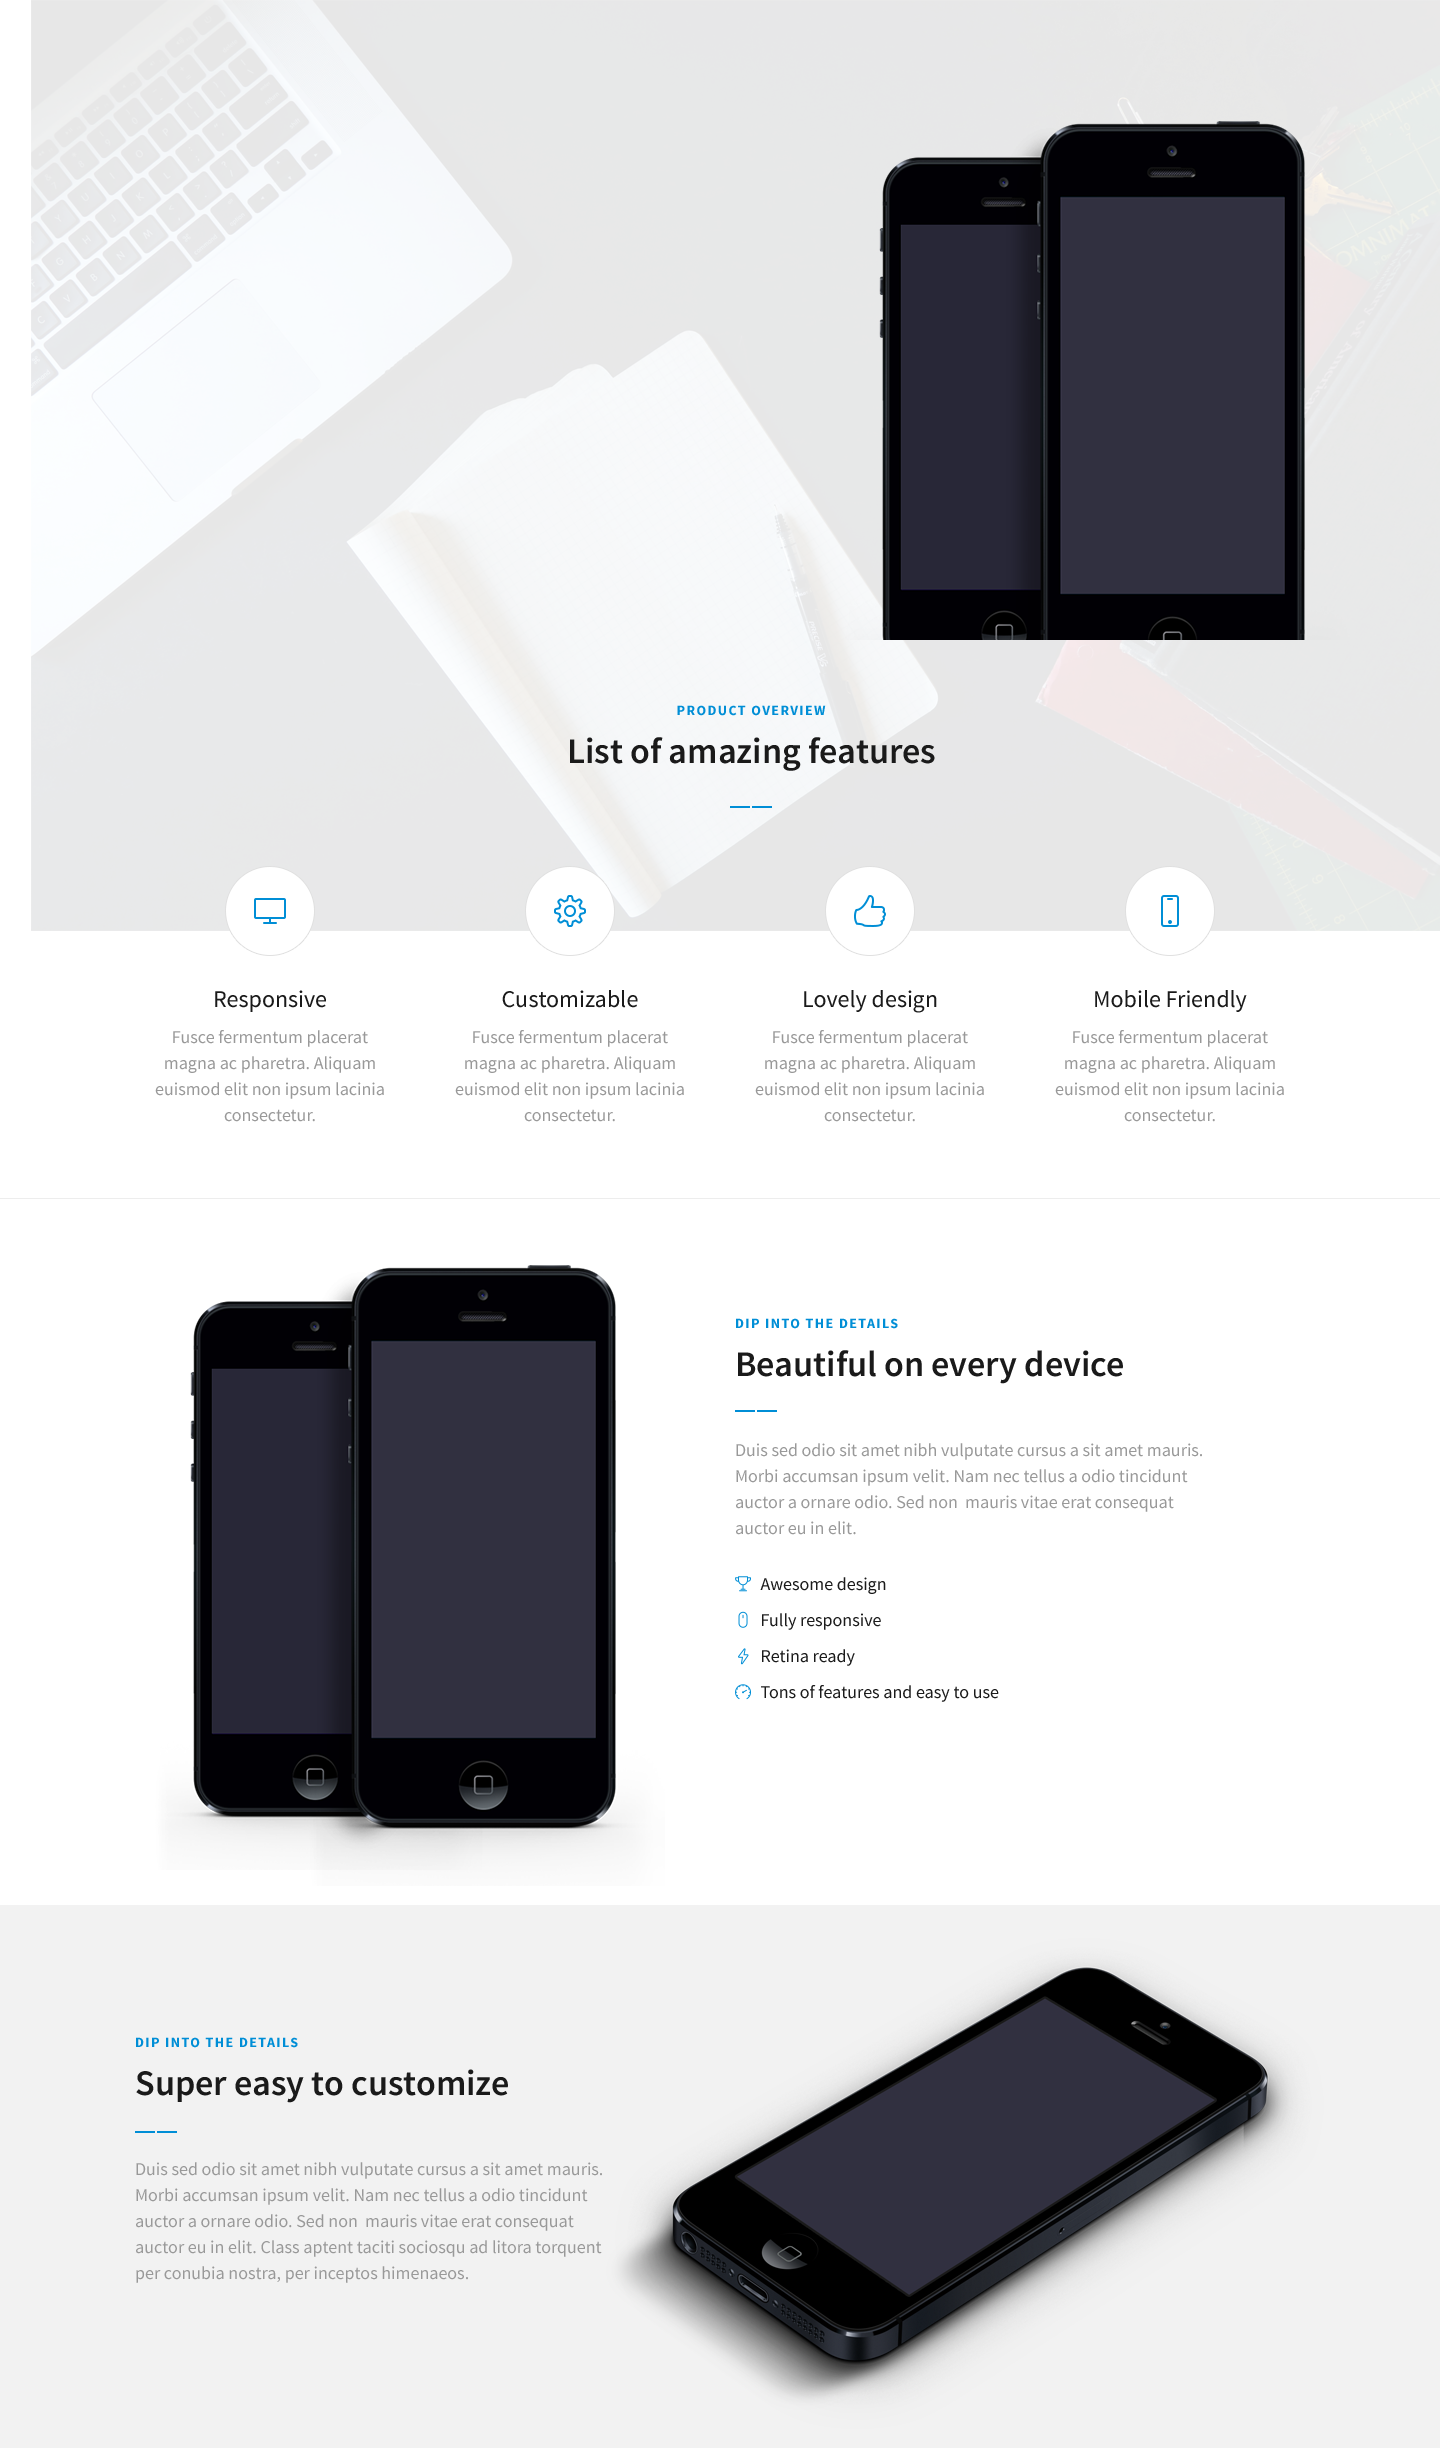 OMNIMAT
PRODUCT OVERVIEW
List of amazing features
Responsive
Fusce fermentum placerat
magna ac pharetra. Aliquam
euismod elit non ipsum lacinia
consectetur.
Customizable
Fusce fermentum placerat
magna ac pharetra. Aliquam
euismod elit non ipsum lacinia
consectetur.
Lovely design
Fusce fermentum placerat
magna ac pharetra. Aliquam
euismod elit non ipsum lacinia
consectetur.
Mobile Friendly
Fusce fermentum placerat
magna ac pharetra. Aliquam
euismod elit non ipsum lacinia
consectetur.
DIP INTO THE DETAILS
Beautiful on every device
Duis sed odio sit amet nibh vulputate cursus a sit amet mauris.
Morbi accumsan ipsum velit. Nam nec tellus a odio tincidunt
auctor a ornare odio. Sed non  mauris vitae erat consequat
auctor eu in elit.
Awesome design
Fully responsive
Retina ready
Tons of features and easy to use
DIP INTO THE DETAILS
Super easy to customize
Duis sed odio sit amet nibh vulputate cursus a sit amet mauris.
Morbi accumsan ipsum velit. Nam nec tellus a odio tincidunt
auctor a ornare odio. Sed non  mauris vitae erat consequat
auctor eu in elit. Class aptent taciti sociosqu ad litora torquent
per conubia nostra, per inceptos himenaeos.